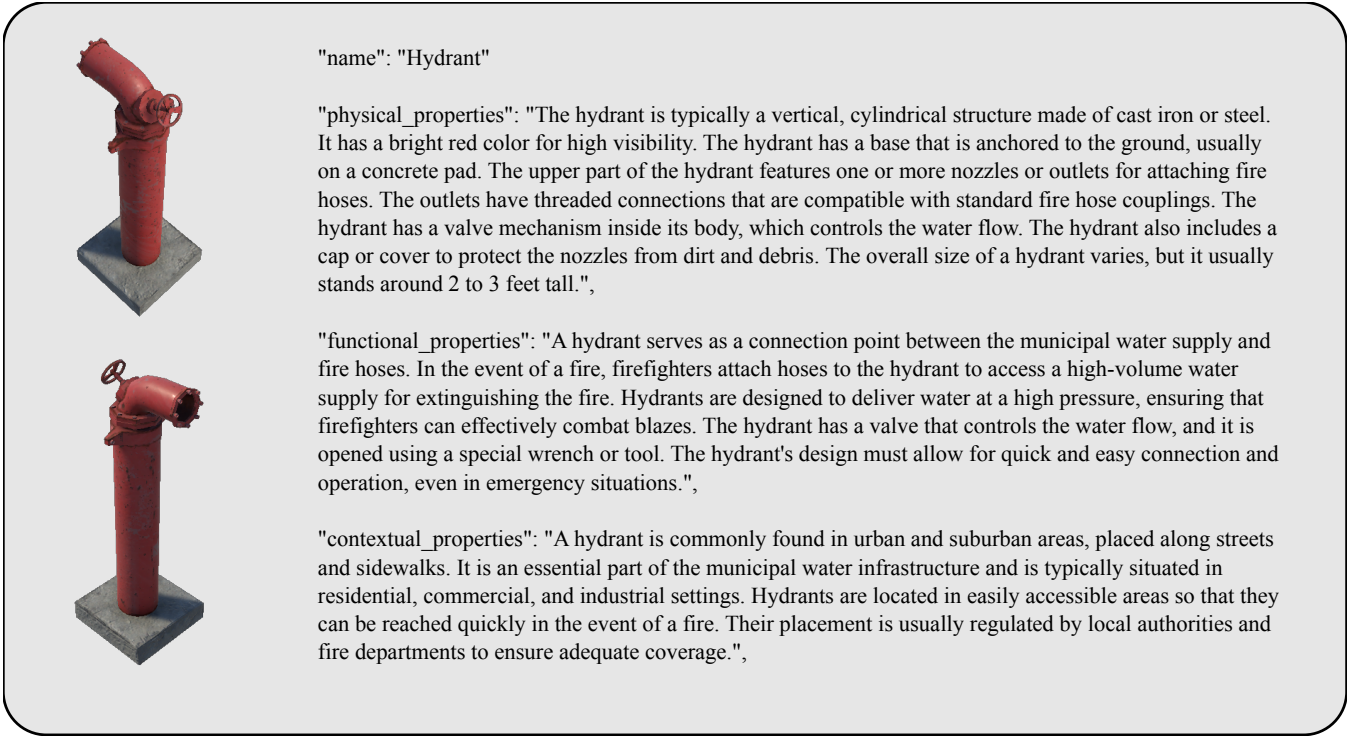 "name": "Hydrant"
"physical_properties": "The hydrant is typically a vertical, cylindrical structure made of cast iron or steel.
It has a bright red color for high visibility. The hydrant has a base that is anchored to the ground, usually
on a concrete pad. The upper part of the hydrant features one or more nozzles or outlets for attaching fire
hoses. The outlets have threaded connections that are compatible with standard fire hose couplings. The
hydrant has a valve mechanism inside its body, which controls the water flow. The hydrant also includes a
cap or cover to protect the nozzles from dirt and debris. The overall size of a hydrant varies, but it usually
stands around 2 to 3 feet tall.",
"functional_properties": "A hydrant serves as a connection point between the municipal water supply and
fire hoses. In the event of a fire, firefighters attach hoses to the hydrant to access a high-volume water
supply for extinguishing the fire. Hydrants are designed to deliver water at a high pressure, ensuring that
firefighters can effectively combat blazes. The hydrant has a valve that controls the water flow, and it is
opened using a special wrench or tool. The hydrant's design must allow for quick and easy connection and
operation, even in emergency situations.",
"contextual_properties": "A hydrant is commonly found in urban and suburban areas, placed along streets
and sidewalks. It is an essential part of the municipal water infrastructure and is typically situated in
residential, commercial, and industrial settings. Hydrants are located in easily accessible areas so that they
can be reached quickly in the event of a fire. Their placement is usually regulated by local authorities and
fire departments to ensure adequate coverage.",